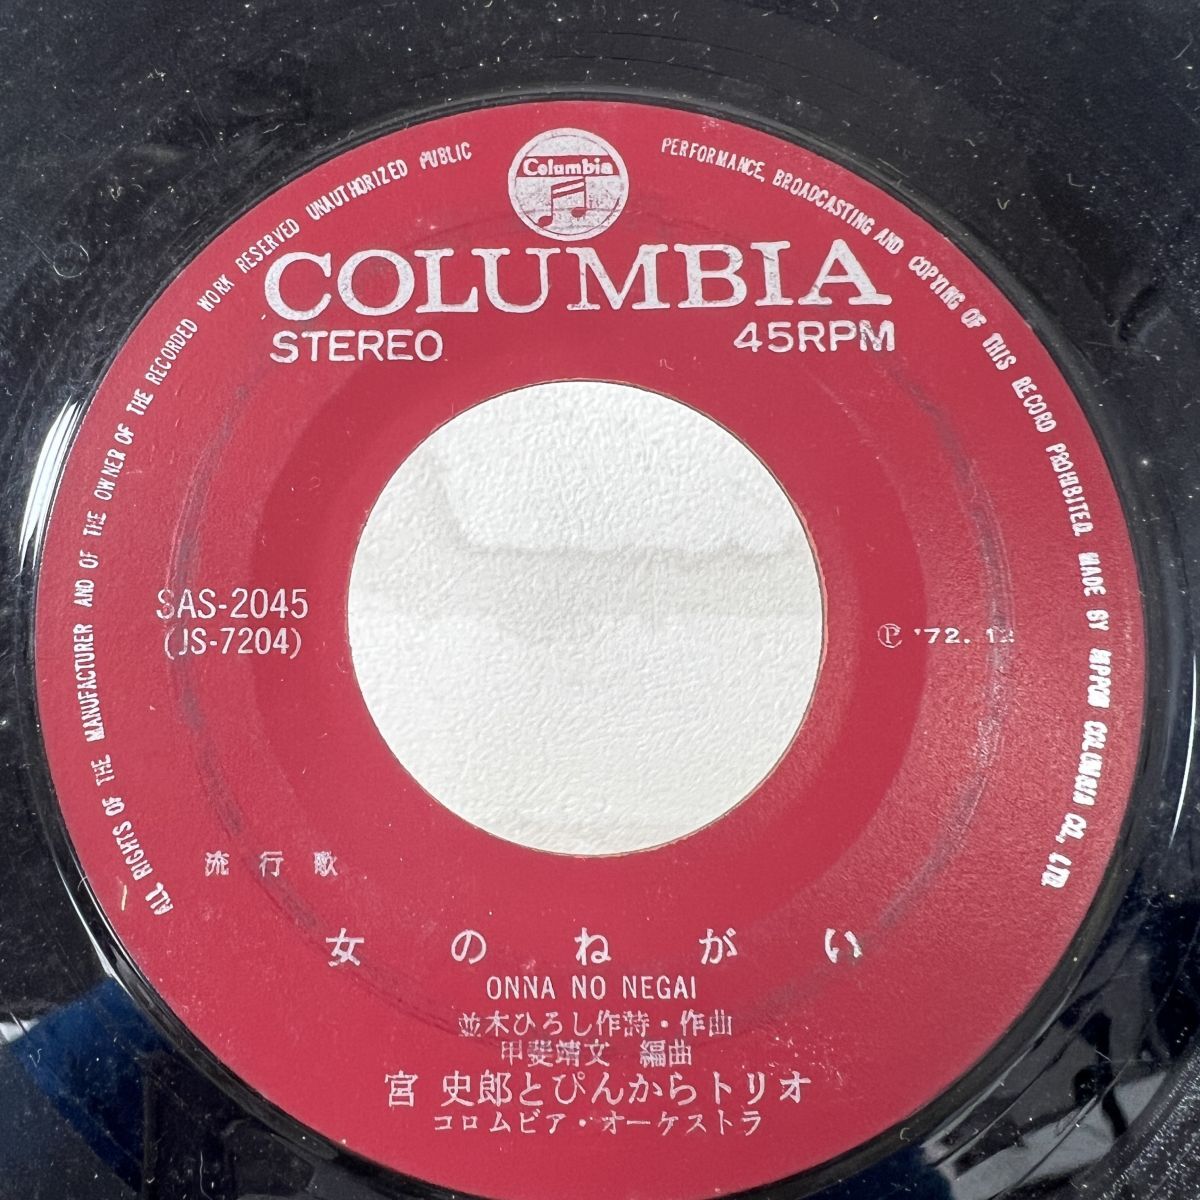 ALL RIGHTS OF THE MANUFACTURER AND OF THE OWNER OF THE RECORDED WORK RESERVED UNAUTHORIZED PUBLIC PERFORMANCE, BROADCASTING AND COPYING OF THIS RECORD PROHIBITED. MADE BY NIPPON COLUMBIA CO., LTD.
Columbia
COLUMBIA
STEREO 45RPM
SAS-2045
(JS-7204)
Ⓟ '72. 12
流行歌
女のねがい
ONNA NO NEGAI
並木ひろし作詩・作曲
甲斐靖文 編曲
宮 史郎とぴんからトリオ
コロムビア・オーケストラ